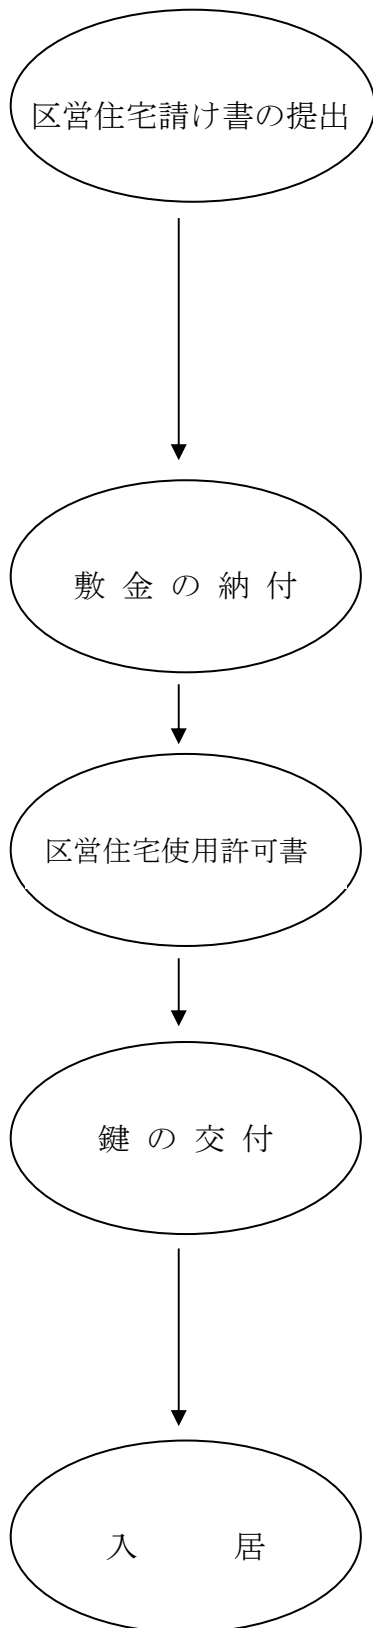 区営住宅請け書の提出
敷 金 の 納 付
区営住宅使用許可書
鍵 の 交 付
入 居